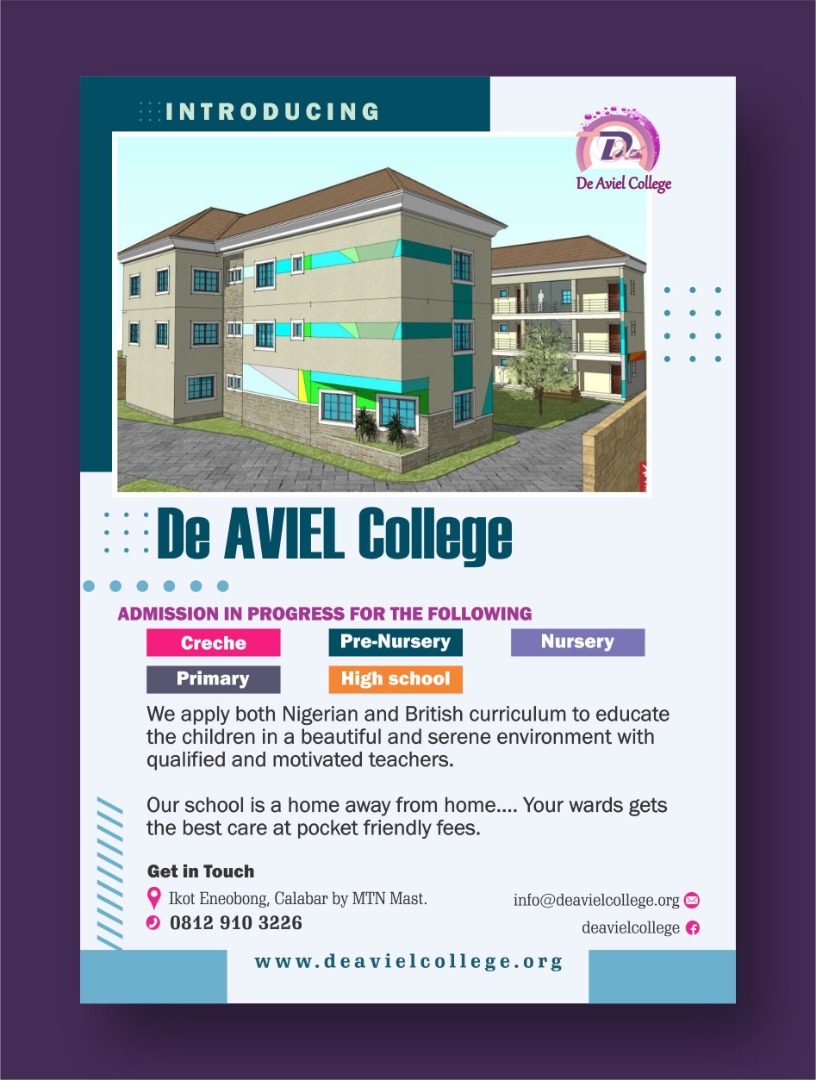 INTRODUCING
De Aviel College
De AVIEL College
ADMISSION IN PROGRESS FOR THE FOLLOWING
Creche Pre-Nursery Nursery
Primary High school
We apply both Nigerian and British curriculum to educate
the children in a beautiful and serene environment with
qualified and motivated teachers.
Our school is a home away from home.... Your wards gets
the best care at pocket friendly fees.
Get in Touch
Ikot Eneobong, Calabar by MTN Mast.
0812 910 3226
info@deavielcollege.org
deavielcollege
www.deavielcollege.org